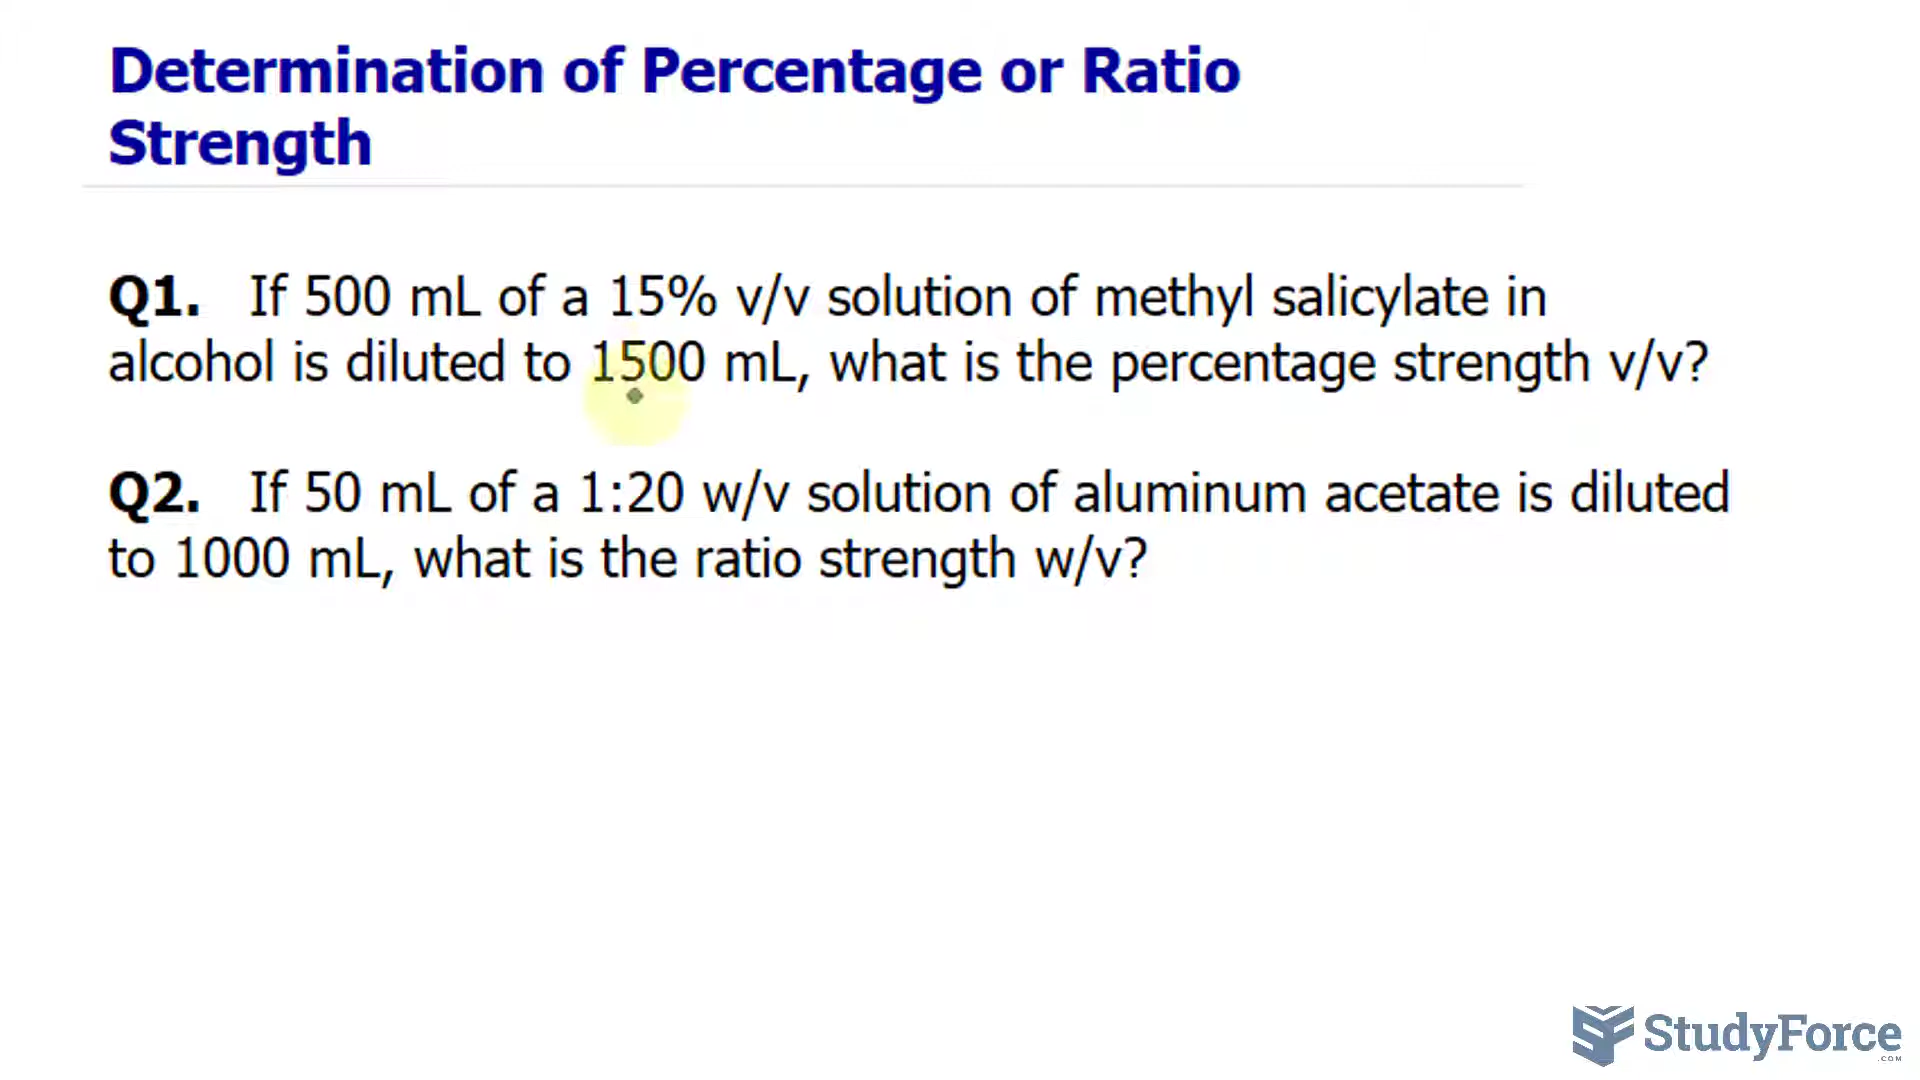 Determination of Percentage or Ratio
Strength
Q1. If 500 mL of a 15% v/v solution of methyl salicylate in
alcohol is diluted to 1500 mL, what is the percentage strength v/v?
Q2. If 50 mL of a 1:20 w/v solution of aluminum acetate is diluted
to 1000 mL, what is the ratio strength w/v?
StudyForce
.COM